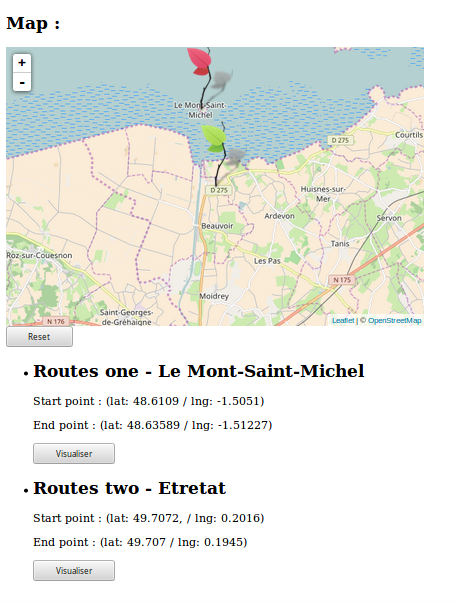 Map :
+
-
Le Mont-Saint-
Michel
D 275
Courtils
D 275
Huisnes-sur-
Mer
Ardevon
Servon
Beauvoir
Tanis
Roz-sur-Couesnon
Les Pas
N 175
Moidrey
Saint-Georges-
de-Gréhaigne
N 176
Leaflet | © OpenStreetMap
Reset
Routes one - Le Mont-Saint-Michel
Start point : (lat: 48.6109 / lng: -1.5051)
End point : (lat: 48.63589 / lng: -1.51227)
Visualiser
Routes two - Etretat
Start point : (lat: 49.7072, / lng: 0.2016)
End point : (lat: 49.707 / lng: 0.1945)
Visualiser